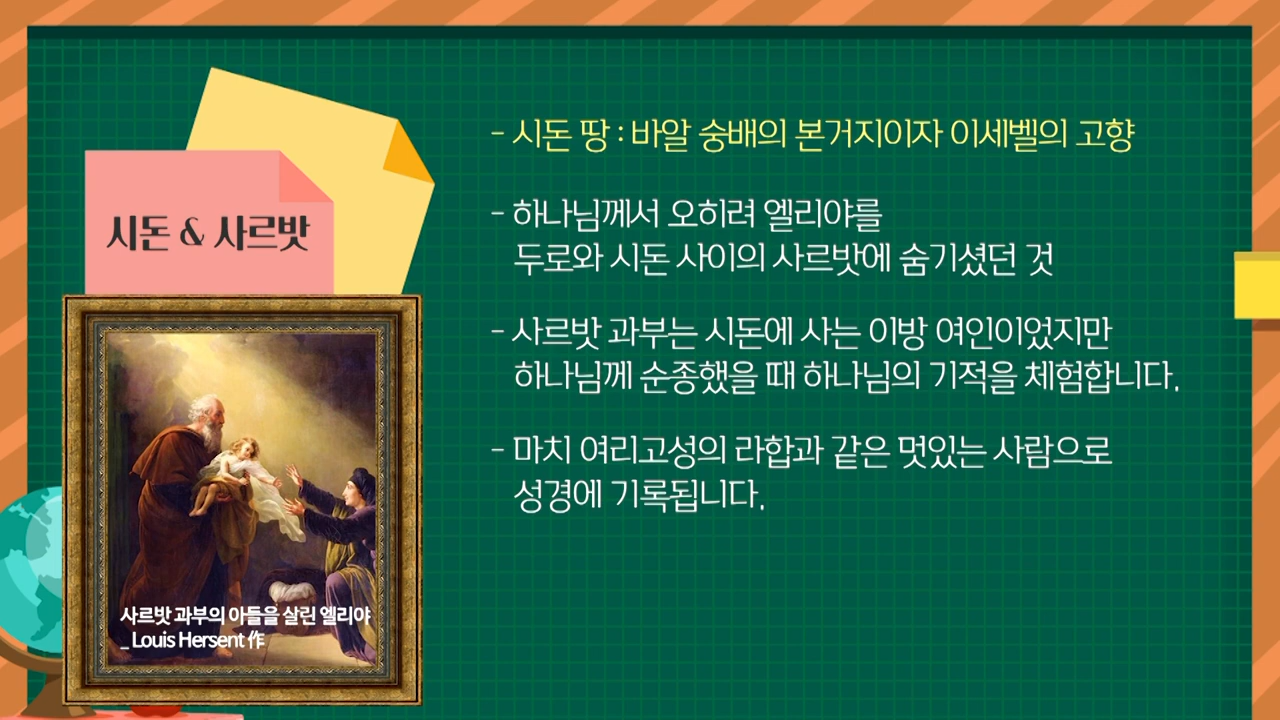 시돈 & 사르밧
- 시돈 땅 : 바알 숭배의 본거지이자 이세벨의 고향
- 하나님께서 오히려 엘리야를
두로와 시돈 사이의 사르밧에 숨기셨던 것
- 사르밧 과부는 시돈에 사는 이방 여인이었지만
하나님께 순종했을 때 하나님의 기적을 체험합니다.
- 마치 여리고성의 라합과 같은 멋있는 사람으로
성경에 기록됩니다.
사르밧 과부의 아들을 살린 엘리야
_ Louis Hersent 作